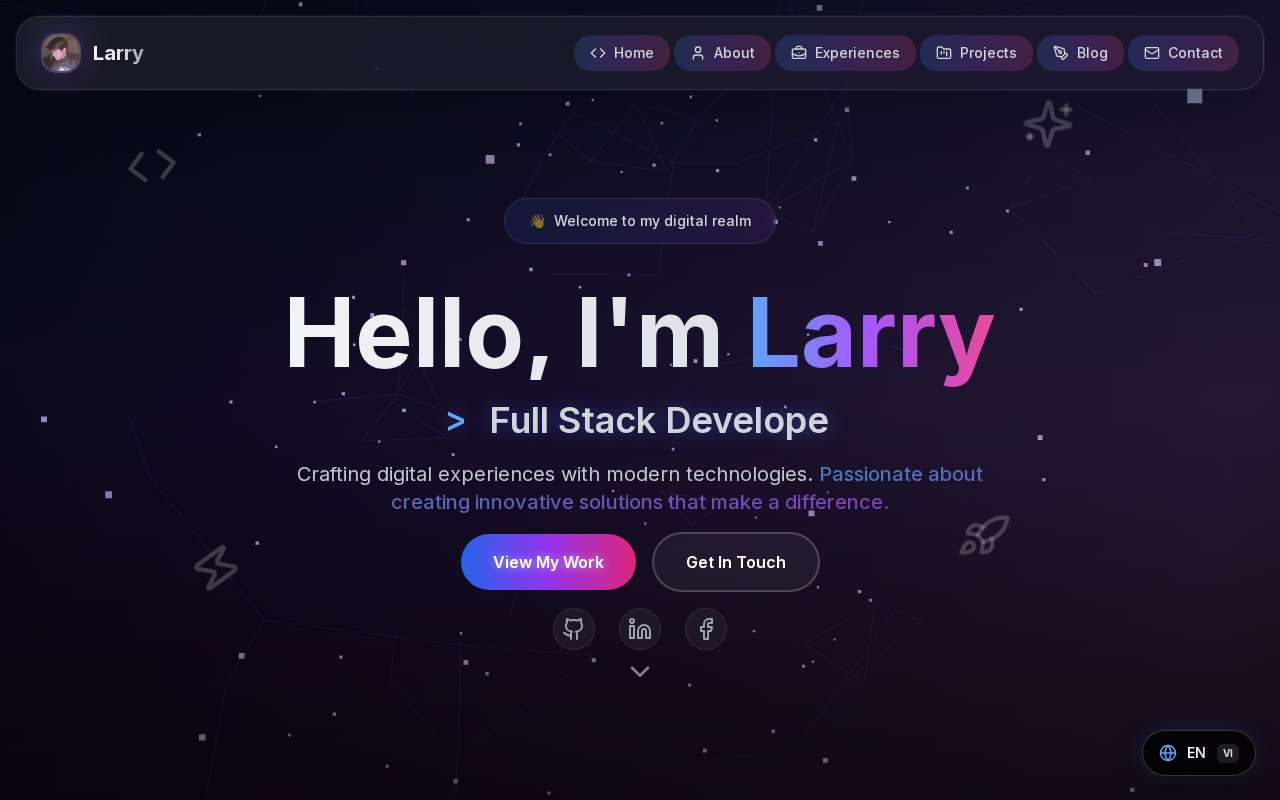 Larry
Home
About
Experiences
Projects
Blog
Contact
👋 Welcome to my digital realm
Hello, I'm Larry
> Full Stack Develope
Crafting digital experiences with modern technologies. Passionate about
creating innovative solutions that make a difference.
View My Work
Get In Touch
EN VI